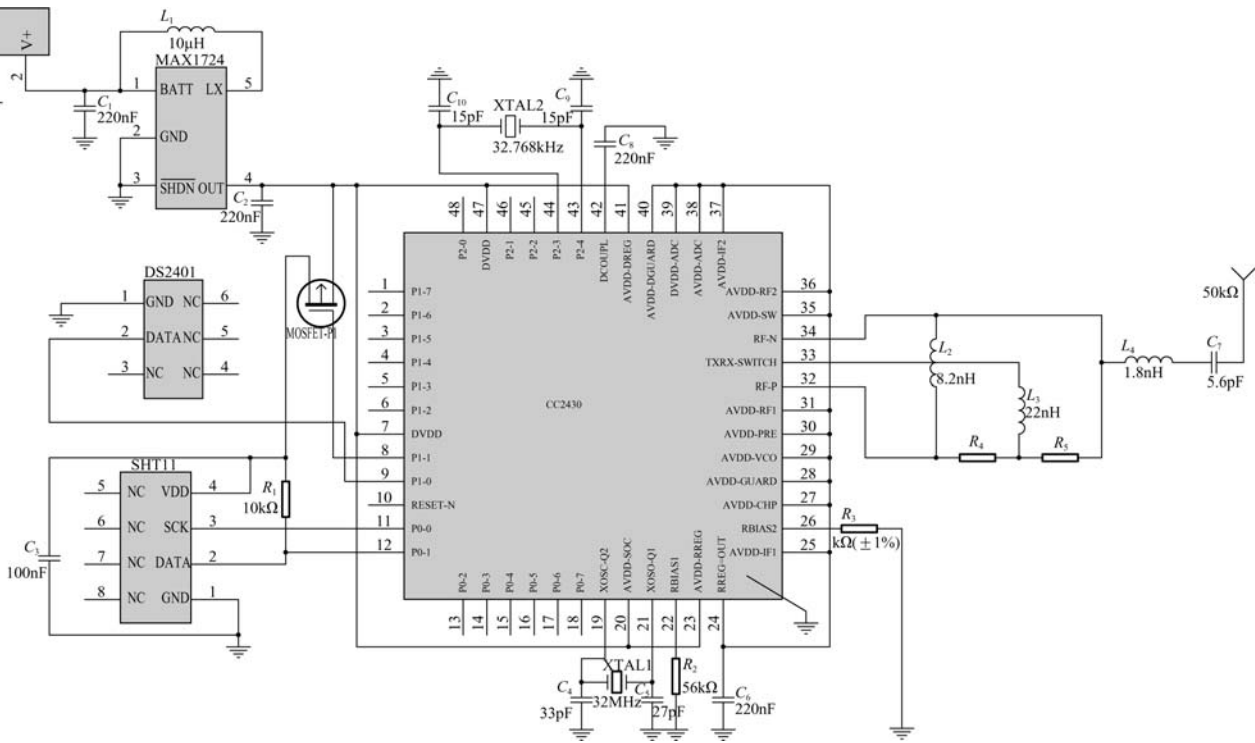 V+
2
L₁
10μH
MAX1724
1 BATT LX 5
2 GND
3 SHDN OUT 4
C₁
220nF
C₂
220nF
C₁₀
15pF
XTAL2
32.768kHz
C₉
15pF
C₈
220nF
48 47 46 45 44 43 42 41 40 39 38 37
P2-0 DVDD P2-1 P2-2 P2-3 P2-4 DCOUPL AVDD-DREG AVDD-DGUARD DVDD-ADC AVDD-ADC AVDD-IF2
DS2401
1 GND NC 6
2 DATA NC 5
3 NC NC 4
MOSFET-P1
CC2430
1 P1-7
2 P1-6
3 P1-5
4 P1-4
5 P1-3
6 P1-2
7 DVDD
8 P1-1
9 P1-0
10 RESET-N
11 P0-0
12 P0-1
AVDD-RF2 36
AVDD-SW 35
RF-N 34
TXRX-SWITCH 33
RF-P 32
AVDD-RF1 31
AVDD-PRE 30
AVDD-VCO 29
AVDD-GUARD 28
AVDD-CHP 27
RBIAS2 26
AVDD-IF1 25
L₂
8.2nH
L₃
22nH
R₄
R₅
L₄
1.8nH
C₇
5.6pF
50kΩ
R₃
kΩ(±1%)
SHT11
5 NC VDD 4
6 NC SCK 3
7 NC DATA 2
8 NC GND 1
R₁
10kΩ
C₃
100nF
P0-2 P0-3 P0-4 P0-5 P0-6 P0-7 XOSC-Q2 AVDD-SOC XOSO-Q1 RBIAS1 AVDD-RREG RREG-OUT
13 14 15 16 17 18 19 20 21 22 23 24
XTAL1
32MHz
C₄
33pF
C₅
27pF
R₂
56kΩ
C₆
220nF